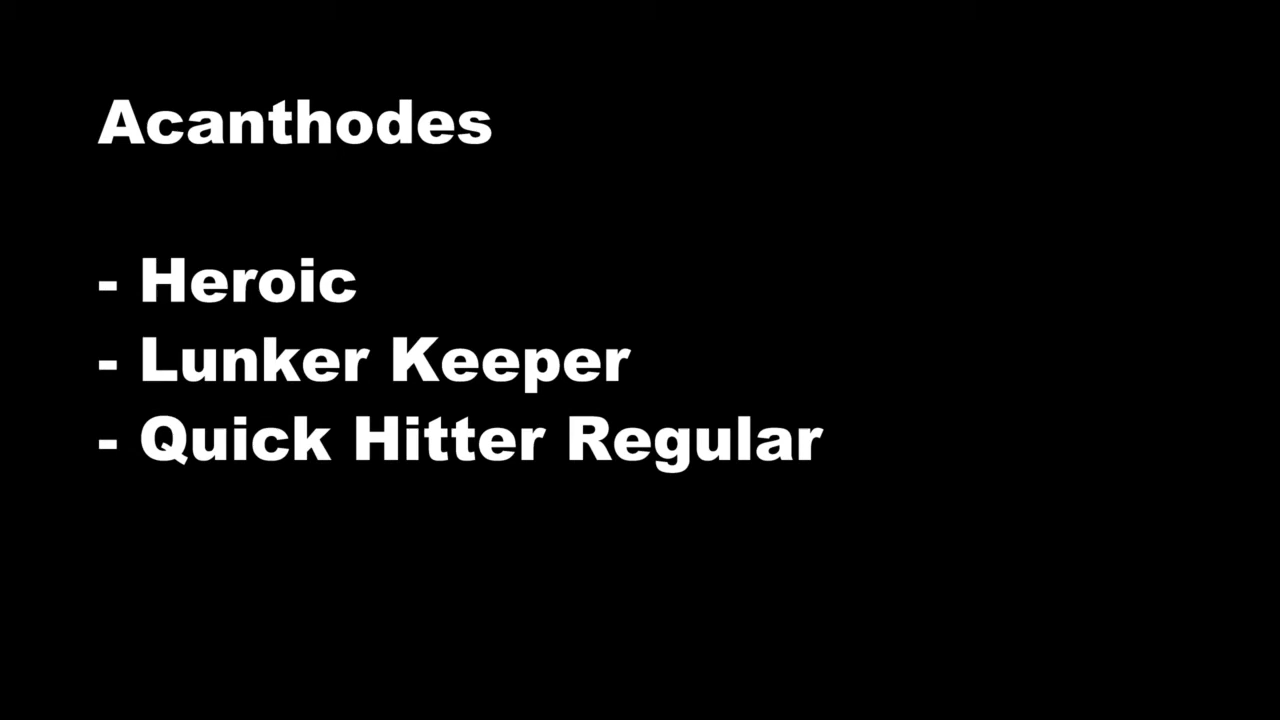 Acanthodes
- Heroic
- Lunker Keeper
- Quick Hitter Regular